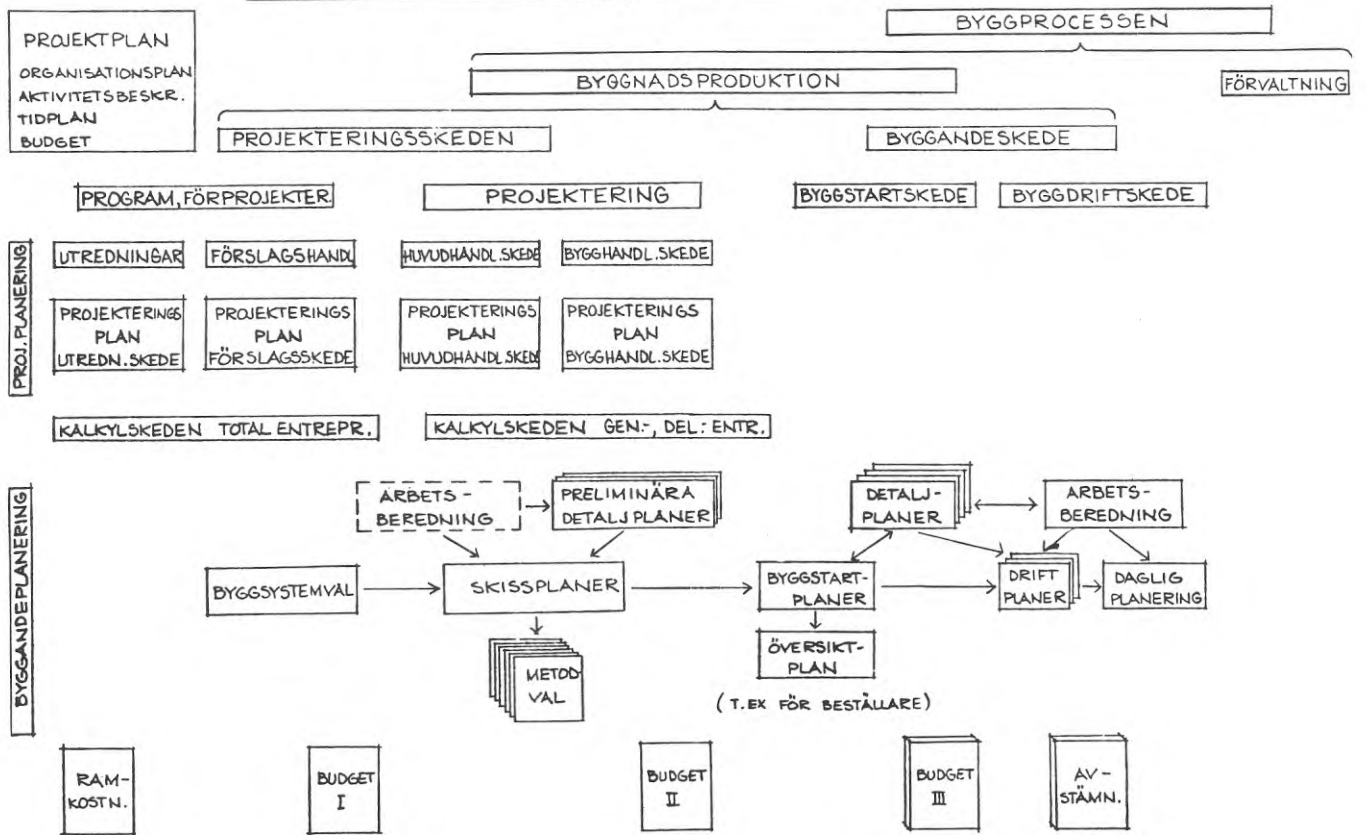 PROJEKTPLAN
ORGANISATIONSPLAN
AKTIVITETSBESKR.
TIDPLAN
BUDGET
BYGGPROCESSEN
BYGGNADSPRODUKTION
FÖRVALTNING
PROJEKTERINGSSKEDEN
BYGGANDESKEDE
PROGRAM, FÖRPROJEKTER.
PROJEKTERING
BYGGSTARTSKEDE
BYGGDRIFTSKEDE
PROJ. PLANERING
UTREDNINGAR
FÖRSLAGSHANDL
HUVUDHANDL.SKEDE
BYGGHANDL.SKEDE
PROJEKTERINGS
PLAN
UTREDN.SKEDE
PROJEKTERINGS
PLAN
FÖRSLAGSSKEDE
PROJEKTERINGS
PLAN
HUVUDHANDL.SKEDE
PROJEKTERINGS
PLAN
BYGGHANDL.SKEDE
KALKYLSKEDEN TOTAL ENTREPR.
KALKYLSKEDEN GEN.-, DEL: ENTR.
BYGGANDEPLANERING
ARBETS-
BEREDNING
PRELIMINÄRA
DETALJPLANER
DETALJ-
PLANER
ARBETS-
BEREDNING
BYGGSYSTEMVAL
SKISSPLANER
BYGGSTART-
PLANER
DRIFT
PLANER
DAGLIG
PLANERING
METOD
VAL
ÖVERSIKT-
PLAN
(T.EX FÖR BESTÄLLARE)
RAM-
KOSTN.
BUDGET
I
BUDGET
II
BUDGET
III
AV-
STÄMN.